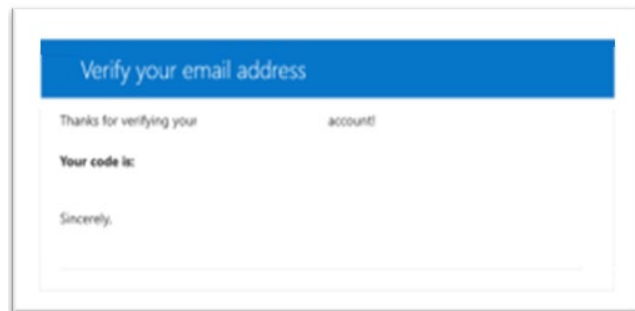 Verify your email address
Thanks for verifying your account!
Your code is:
Sincerely,